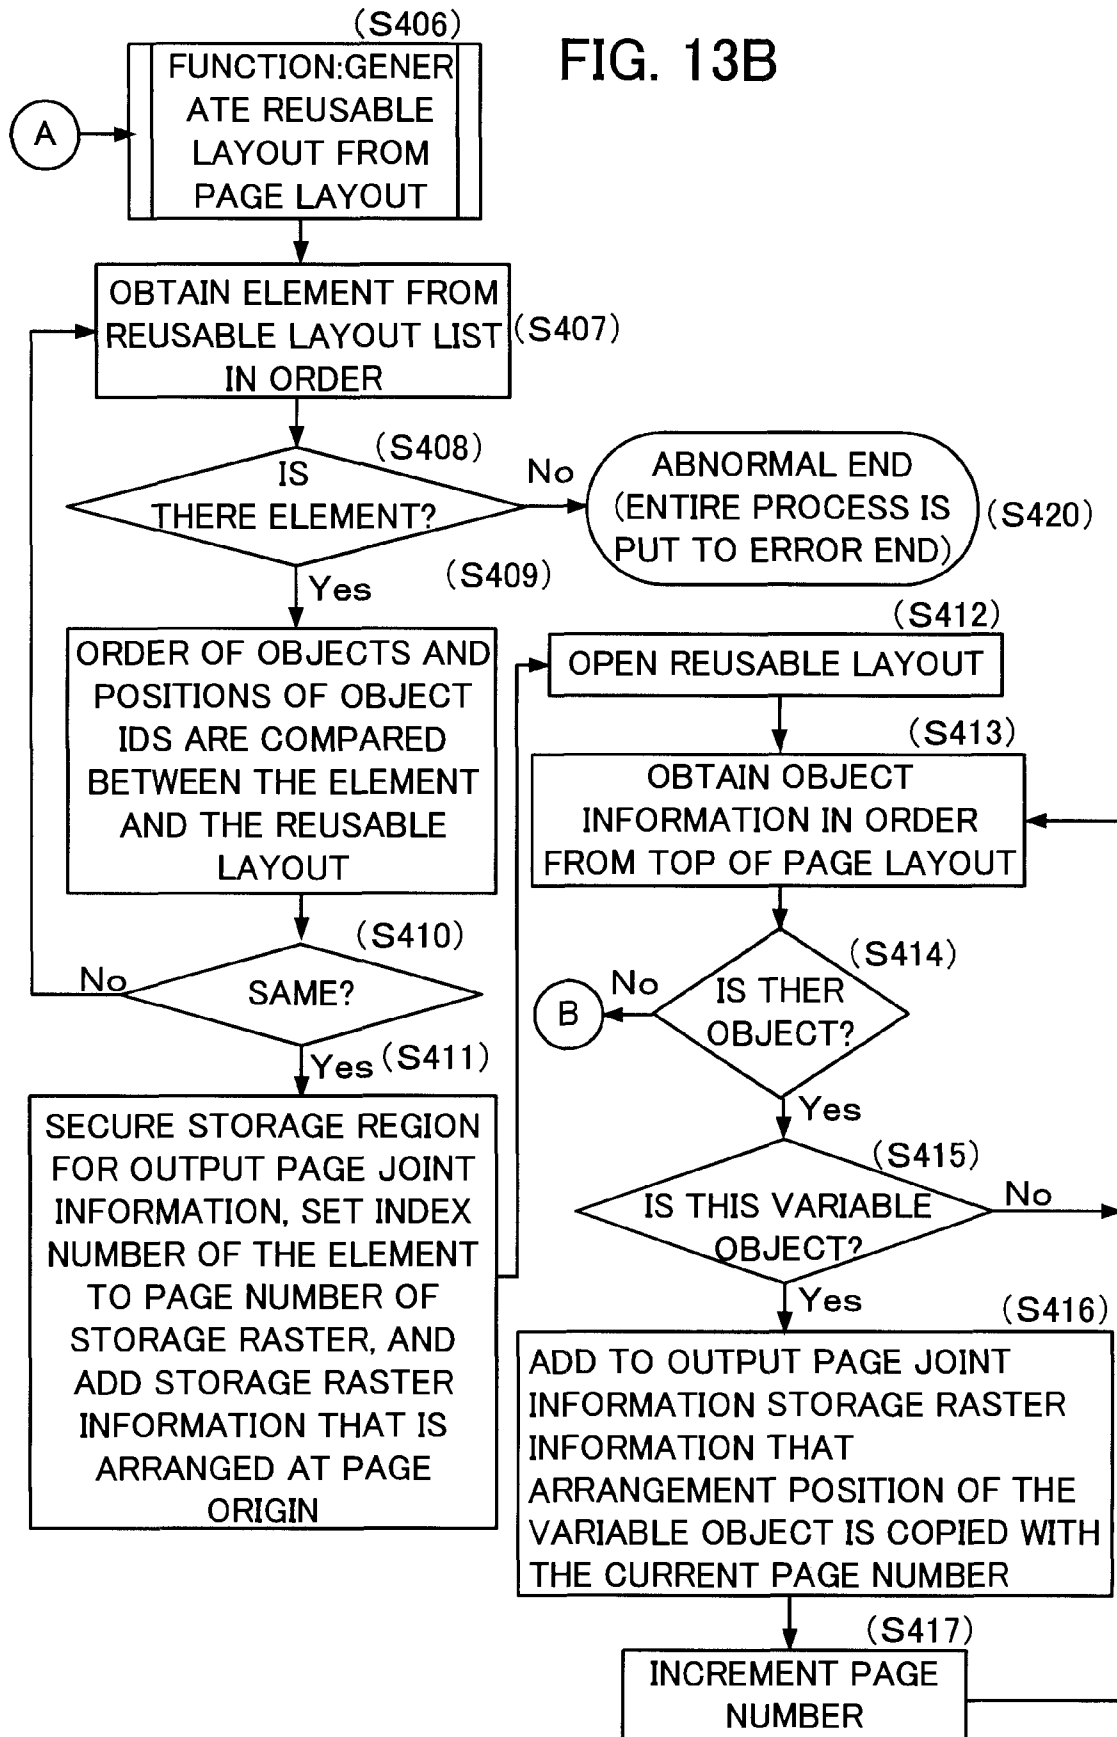 FIG. 13B
(S406)
FUNCTION:GENER
ATE REUSABLE
LAYOUT FROM
PAGE LAYOUT
A
OBTAIN ELEMENT FROM
REUSABLE LAYOUT LIST
IN ORDER
(S407)
(S408)
IS
THERE ELEMENT?
No
Yes
ABNORMAL END
(ENTIRE PROCESS IS
PUT TO ERROR END)
(S420)
(S409)
ORDER OF OBJECTS AND
POSITIONS OF OBJECT
IDS ARE COMPARED
BETWEEN THE ELEMENT
AND THE REUSABLE
LAYOUT
(S410)
SAME?
No
Yes
(S411)
SECURE STORAGE REGION
FOR OUTPUT PAGE JOINT
INFORMATION, SET INDEX
NUMBER OF THE ELEMENT
TO PAGE NUMBER OF
STORAGE RASTER, AND
ADD STORAGE RASTER
INFORMATION THAT IS
ARRANGED AT PAGE
ORIGIN
(S412)
OPEN REUSABLE LAYOUT
(S413)
OBTAIN OBJECT
INFORMATION IN ORDER
FROM TOP OF PAGE LAYOUT
(S414)
IS THER
OBJECT?
No
B
Yes
(S415)
IS THIS VARIABLE
OBJECT?
No
Yes
(S416)
ADD TO OUTPUT PAGE JOINT
INFORMATION STORAGE RASTER
INFORMATION THAT
ARRANGEMENT POSITION OF THE
VARIABLE OBJECT IS COPIED WITH
THE CURRENT PAGE NUMBER
(S417)
INCREMENT PAGE
NUMBER